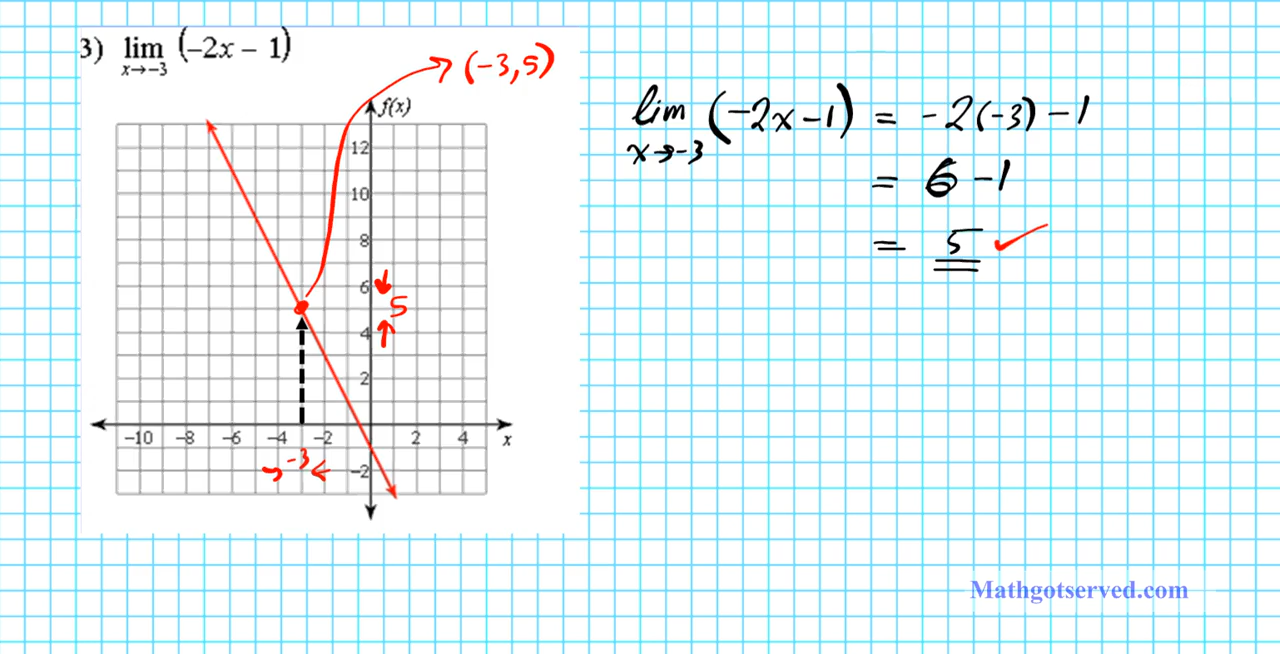 3) lim (−2x − 1)
x→−3
(-3,5)
f(x)
12
10
8
6
5
4
2
−10 −8 −6 −4 −2 2 4 x
-3
−2
lim (-2x-1) = -2(-3)-1
x→-3
= 6-1
= 5
Mathgotserved.com